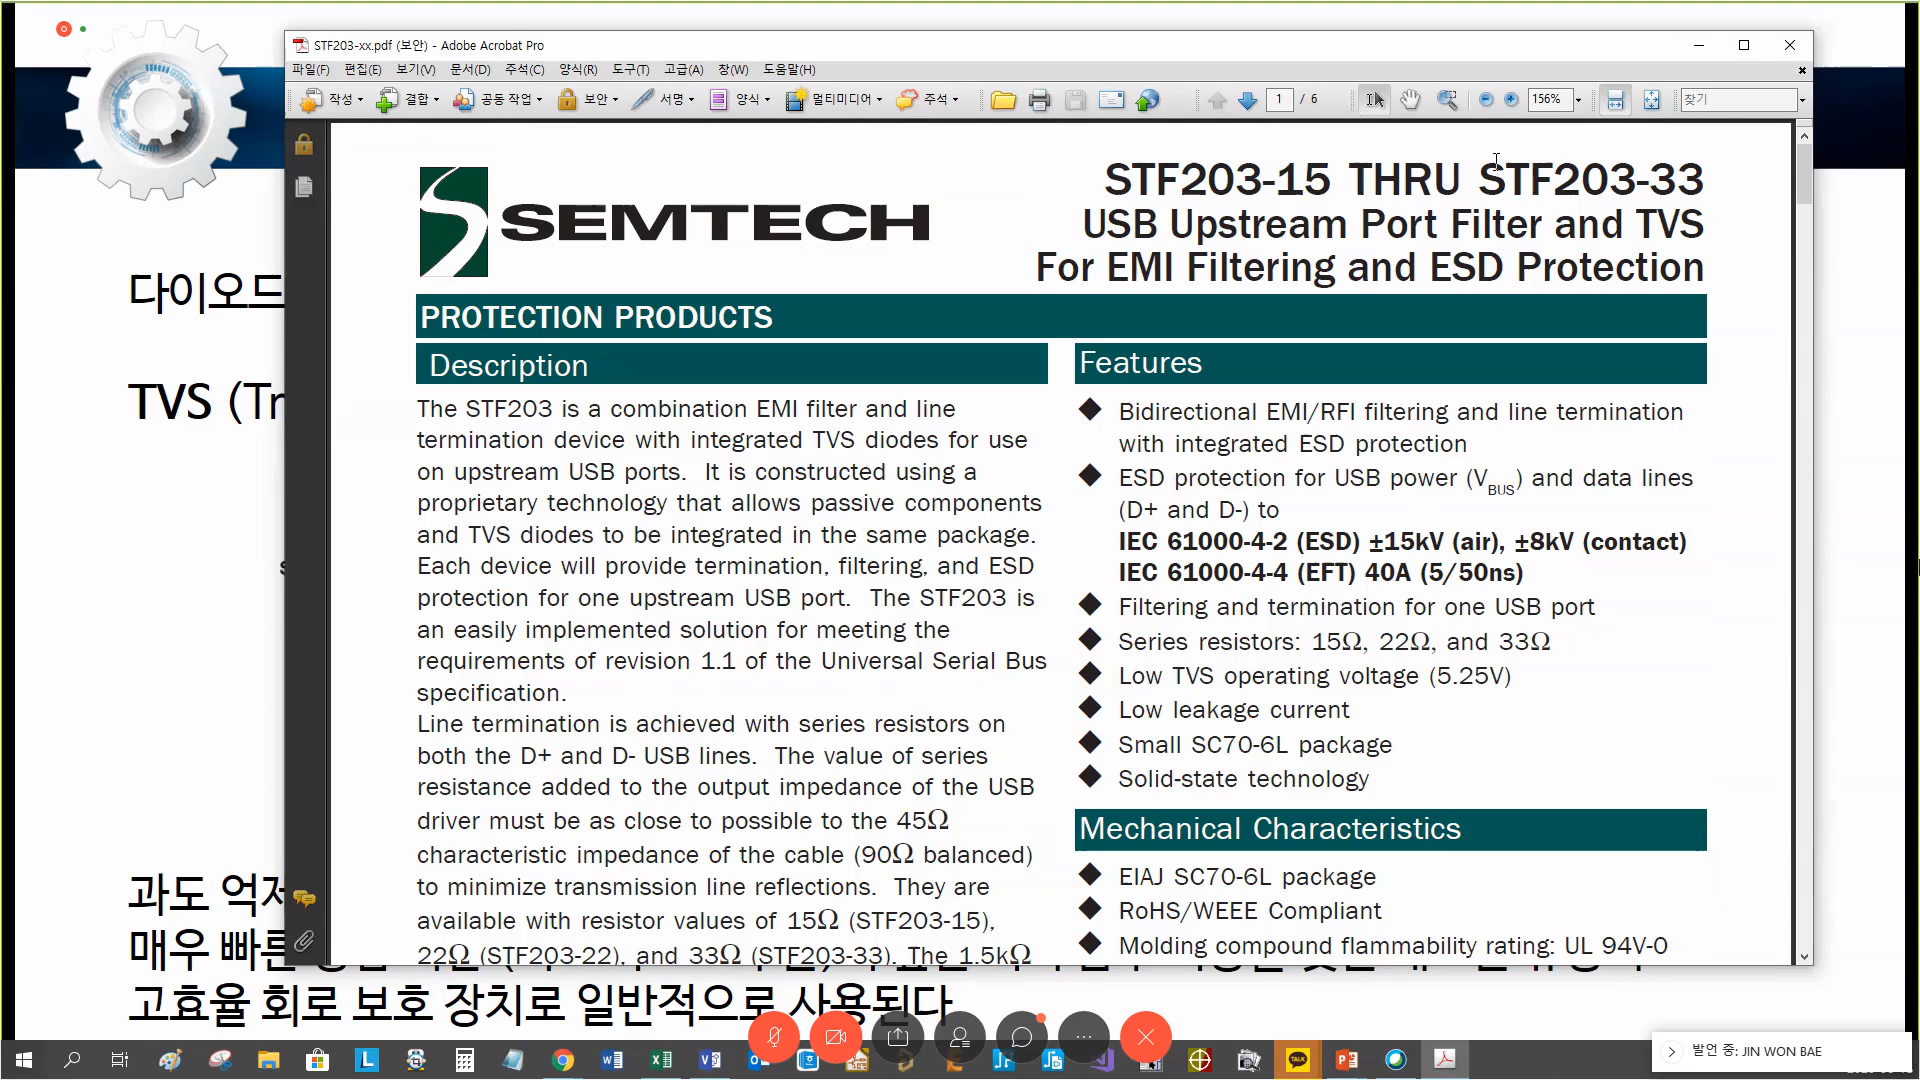 STF203-xx.pdf (보안) - Adobe Acrobat Pro
파일(F) 편집(E) 보기(V) 문서(D) 주석(C) 양식(R) 도구(T) 고급(A) 창(W) 도움말(H)
작성 결합 공동 작업 보안 서명 양식 멀티미디어 주석 1 / 6 156% 찾기
SEMTECH
STF203-15 THRU STF203-33
USB Upstream Port Filter and TVS
For EMI Filtering and ESD Protection
PROTECTION PRODUCTS
Description
The STF203 is a combination EMI filter and line
termination device with integrated TVS diodes for use
on upstream USB ports. It is constructed using a
proprietary technology that allows passive components
and TVS diodes to be integrated in the same package.
Each device will provide termination, filtering, and ESD
protection for one upstream USB port. The STF203 is
an easily implemented solution for meeting the
requirements of revision 1.1 of the Universal Serial Bus
specification.
Line termination is achieved with series resistors on
both the D+ and D- USB lines. The value of series
resistance added to the output impedance of the USB
driver must be as close to possible to the 45Ω
characteristic impedance of the cable (90Ω balanced)
to minimize transmission line reflections. They are
available with resistor values of 15Ω (STF203-15),
22Ω (STF203-22), and 33Ω (STF203-33). The 1.5kΩ
Features
◆ Bidirectional EMI/RFI filtering and line termination
with integrated ESD protection
◆ ESD protection for USB power (VBUS) and data lines
(D+ and D-) to
IEC 61000-4-2 (ESD) ±15kV (air), ±8kV (contact)
IEC 61000-4-4 (EFT) 40A (5/50ns)
◆ Filtering and termination for one USB port
◆ Series resistors: 15Ω, 22Ω, and 33Ω
◆ Low TVS operating voltage (5.25V)
◆ Low leakage current
◆ Small SC70-6L package
◆ Solid-state technology
Mechanical Characteristics
◆ EIAJ SC70-6L package
◆ RoHS/WEEE Compliant
◆ Molding compound flammability rating: UL 94V-0
다이오드
TVS (Tr
과도 억제
매우 빠른
고효율 회로 보호 장치로 일반적으로 사용된다
발언 중: JIN WON BAE